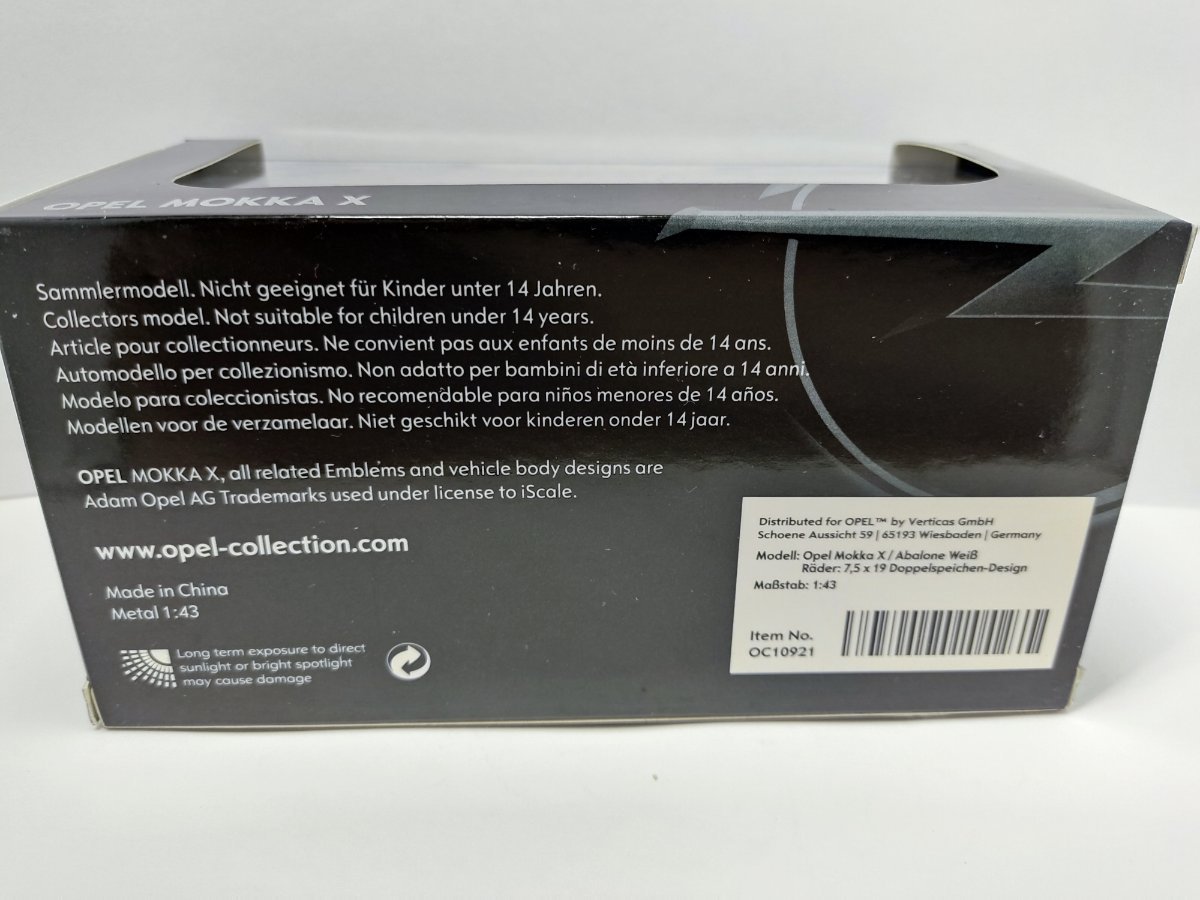 OPEL MOKKA X
Sammlermodell. Nicht geeignet für Kinder unter 14 Jahren.
Collectors model. Not suitable for children under 14 years.
Article pour collectionneurs. Ne convient pas aux enfants de moins de 14 ans.
Automodello per collezionismo. Non adatto per bambini di età inferiore a 14 anni.
Modelo para coleccionistas. No recomendable para niños menores de 14 años.
Modellen voor de verzamelaar. Niet geschikt voor kinderen onder 14 jaar.
OPEL MOKKA X, all related Emblems and vehicle body designs are
Adam Opel AG Trademarks used under license to iScale.
www.opel-collection.com
Made in China
Metal 1:43
Long term exposure to direct
sunlight or bright spotlight
may cause damage
Distributed for OPEL™ by Verticas GmbH
Schoene Aussicht 59 | 65193 Wiesbaden | Germany
Modell: Opel Mokka X / Abalone Weiß
Räder: 7,5 x 19 Doppelspeichen-Design
Maßstab: 1:43
Item No.
OC10921